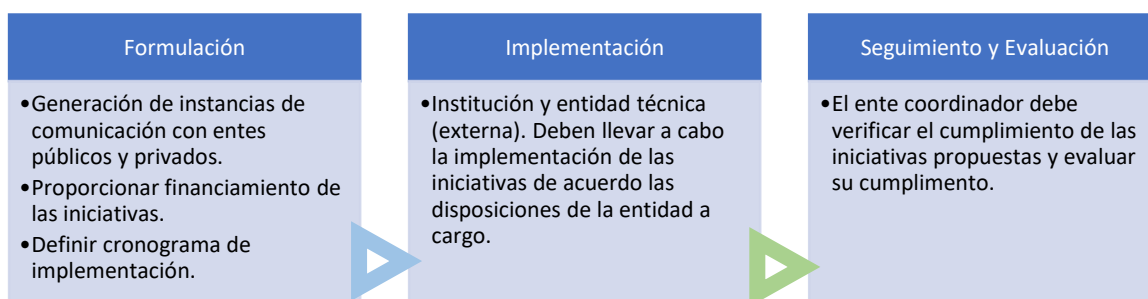 Formulación
•Generación de instancias de
comunicación con entes
públicos y privados.
•Proporcionar financiamiento de
las iniciativas.
•Definir cronograma de
implementación.
Implementación
•Institución y entidad técnica
(externa). Deben llevar a cabo
la implementación de las
iniciativas de acuerdo las
disposiciones de la entidad a
cargo.
Seguimiento y Evaluación
•El ente coordinador debe
verificar el cumplimiento de las
iniciativas propuestas y evaluar
su cumplimento.